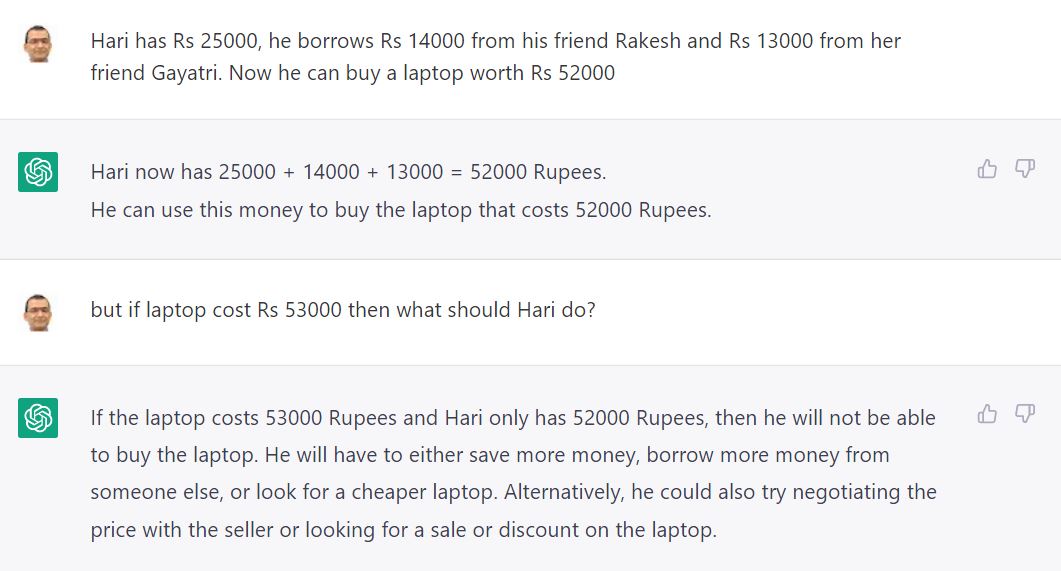 Hari has Rs 25000, he borrows Rs 14000 from his friend Rakesh and Rs 13000 from her
friend Gayatri. Now he can buy a laptop worth Rs 52000
Hari now has 25000 + 14000 + 13000 = 52000 Rupees.
He can use this money to buy the laptop that costs 52000 Rupees.
but if laptop cost Rs 53000 then what should Hari do?
If the laptop costs 53000 Rupees and Hari only has 52000 Rupees, then he will not be able
to buy the laptop. He will have to either save more money, borrow more money from
someone else, or look for a cheaper laptop. Alternatively, he could also try negotiating the
price with the seller or looking for a sale or discount on the laptop.